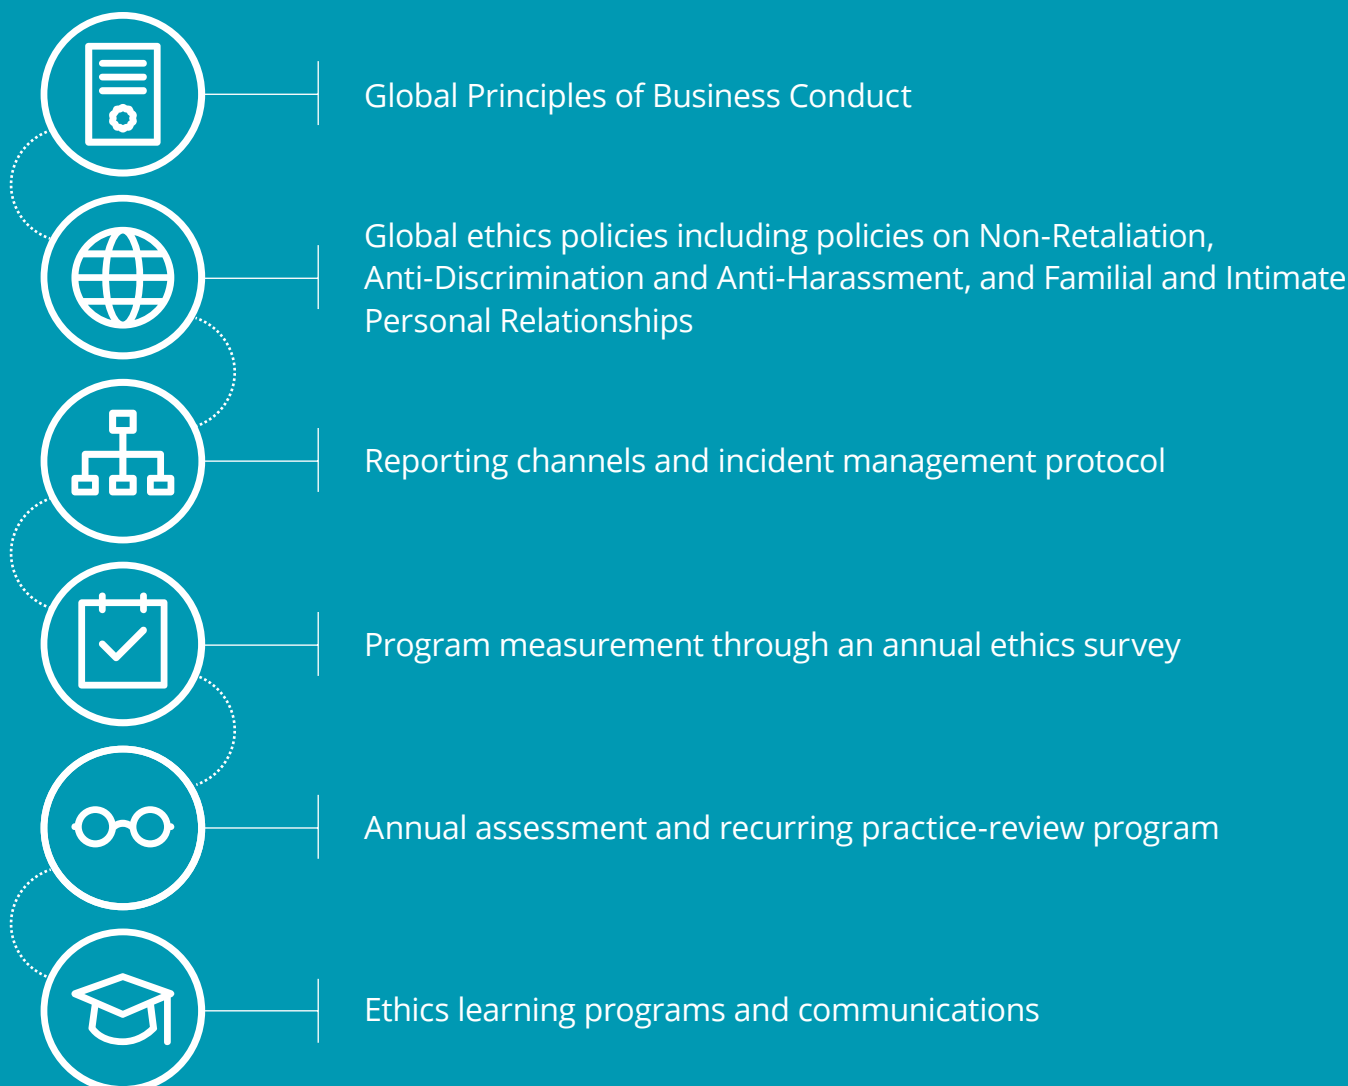 Global Principles of Business Conduct
Global ethics policies including policies on Non-Retaliation,
Anti-Discrimination and Anti-Harassment, and Familial and Intimate
Personal Relationships
Reporting channels and incident management protocol
Program measurement through an annual ethics survey
Annual assessment and recurring practice-review program
Ethics learning programs and communications